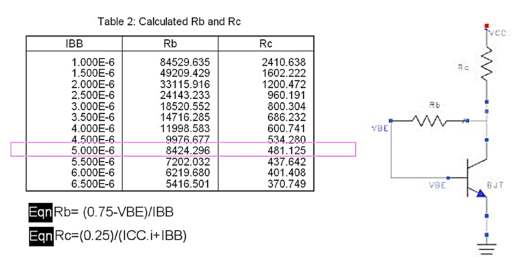 Table 2: Calculated Rb and Rc
IBB Rb Rc
1.000E-6 84529.635 2410.638
1.500E-6 49209.429 1602.222
2.000E-6 33115.916 1200.472
2.500E-6 24143.233 960.191
3.000E-6 18520.552 800.304
3.500E-6 14716.285 686.232
4.000E-6 11998.583 600.741
4.500E-6 9976.677 534.280
5.000E-6 8424.296 481.125
5.500E-6 7202.032 437.642
6.000E-6 6219.680 401.408
6.500E-6 5416.501 370.749
Eqn Rb= (0.75-VBE)/IBB
Eqn Rc=(0.25)/(ICC.i+IBB)
VCC
Rc
Rb
VBE
VBE
BJT